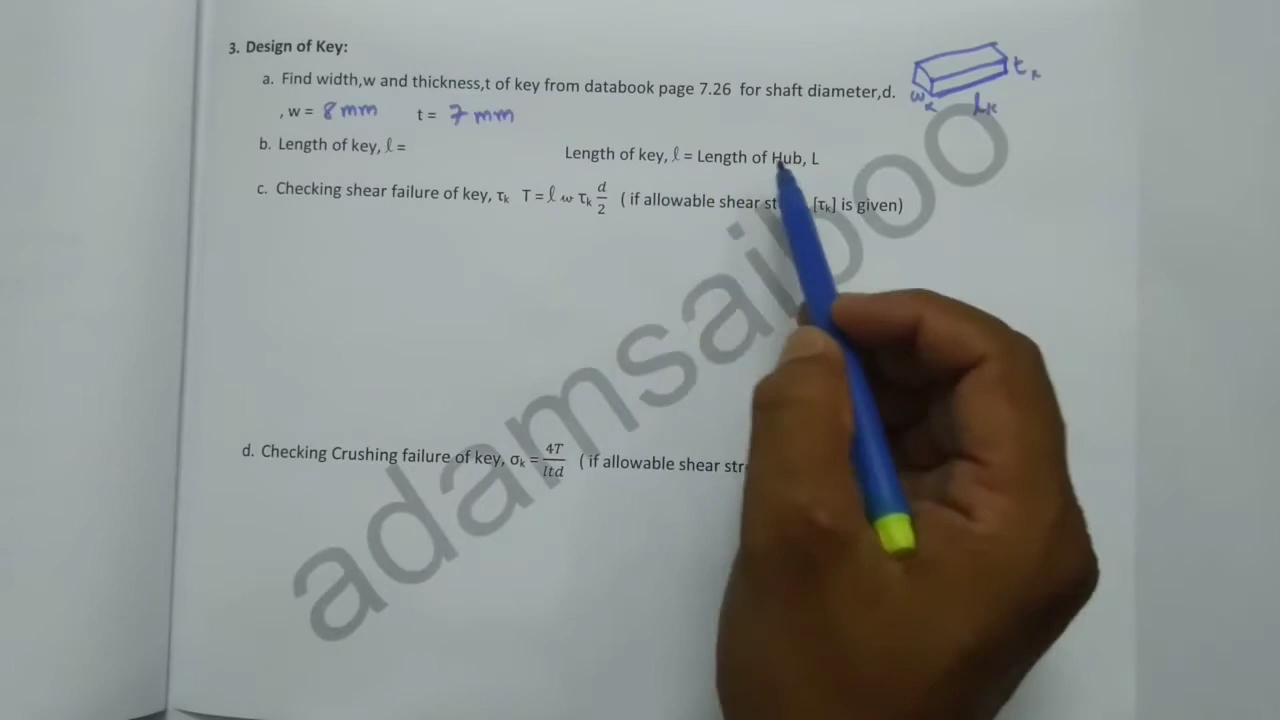 3. Design of Key:
a. Find width,w and thickness,t of key from databook page 7.26 for shaft diameter,d.
, w = 8 mm t = 7 mm
tk
wk
lk
b. Length of key, ℓ = Length of key, ℓ = Length of Hub, L
c. Checking shear failure of key, τk T = ℓ w τk d/2 ( if allowable shear st [τk] is given)
d. Checking Crushing failure of key, σk = 4T/ltd ( if allowable shear str
adamsaiboo